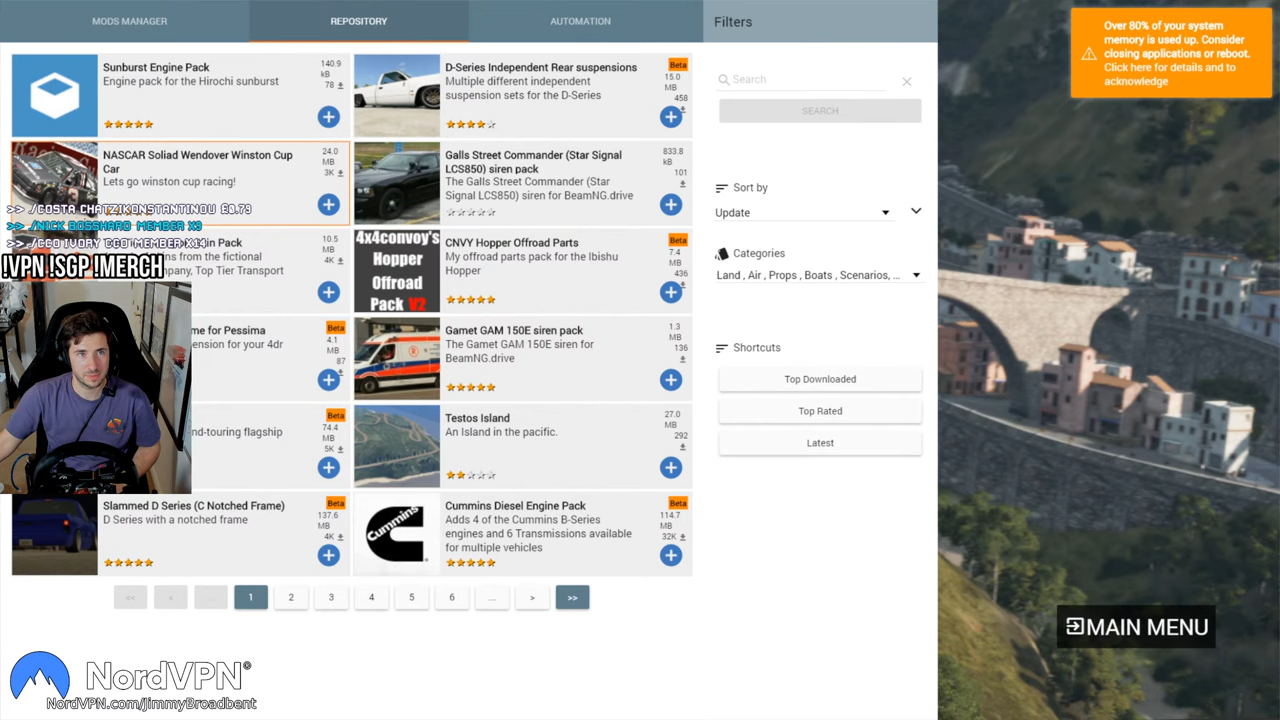 MODS MANAGER
REPOSITORY
AUTOMATION
Filters
Over 80% of your system
memory is used up. Consider
closing applications or reboot.
Click here for details and to
acknowledge
Sunburst Engine Pack
Engine pack for the Hirochi sunburst
140.9
kB
78
D-Series Independent Rear suspensions
Multiple different independent
suspension sets for the D-Series
Beta
15.0
MB
458
Search
SEARCH
NASCAR Soliad Wendover Winston Cup
Car
Lets go winston cup racing!
24.0
MB
3K
Galls Street Commander (Star Signal
LCS850) siren pack
The Galls Street Commander (Star
Signal LCS850) siren for BeamNG.drive
833.8
kB
101
Sort by
Update
>> ./COSTA CHATZIKONSTANTINOU £0.79
>> ./NICK BOSSHARD MEMBER X3
>> ./CGO IVORY CGO MEMBER X14
!VPN !SGP !MERCH
n Pack
ns from the fictional
mpany, Top Tier Transport
10.5
MB
4K
4x4convoy's
Hopper
Offroad
Pack V2
CNVY Hopper Offroad Parts
My offroad parts pack for the Ibishu
Hopper
Beta
7.4
MB
436
Categories
Land , Air , Props , Boats , Scenarios, ...
me for Pessima
ension for your 4dr
Beta
4.1
MB
87
Gamet GAM 150E siren pack
The Gamet GAM 150E siren for
BeamNG.drive
1.3
MB
136
Shortcuts
Top Downloaded
Top Rated
Latest
nd-touring flagship
Beta
74.4
MB
5K
Testos Island
An Island in the pacific.
27.0
MB
292
Slammed D Series (C Notched Frame)
D Series with a notched frame
Beta
137.6
MB
4K
Cummins
Cummins Diesel Engine Pack
Adds 4 of the Cummins B-Series
engines and 6 Transmissions available
for multiple vehicles
Beta
114.7
MB
32K
<< < ... 1 2 3 4 5 6 ... > >>
MAIN MENU
NordVPN®
NordVPN.com/JimmyBroadbent